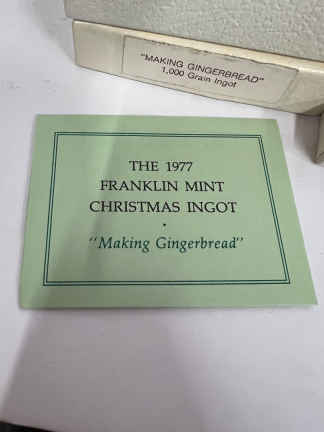 "MAKING GINGERBREAD"
1,000 Grain Ingot
THE 1977
FRANKLIN MINT
CHRISTMAS INGOT
•
"Making Gingerbread"